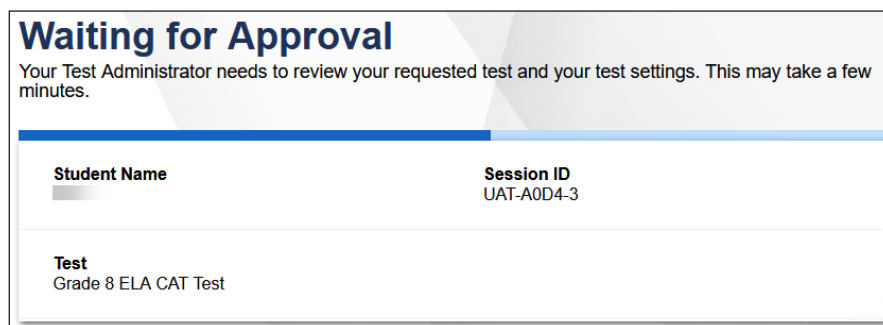 Waiting for Approval
Your Test Administrator needs to review your requested test and your test settings. This may take a few
minutes.
Student Name
Session ID
UAT-A0D4-3
Test
Grade 8 ELA CAT Test